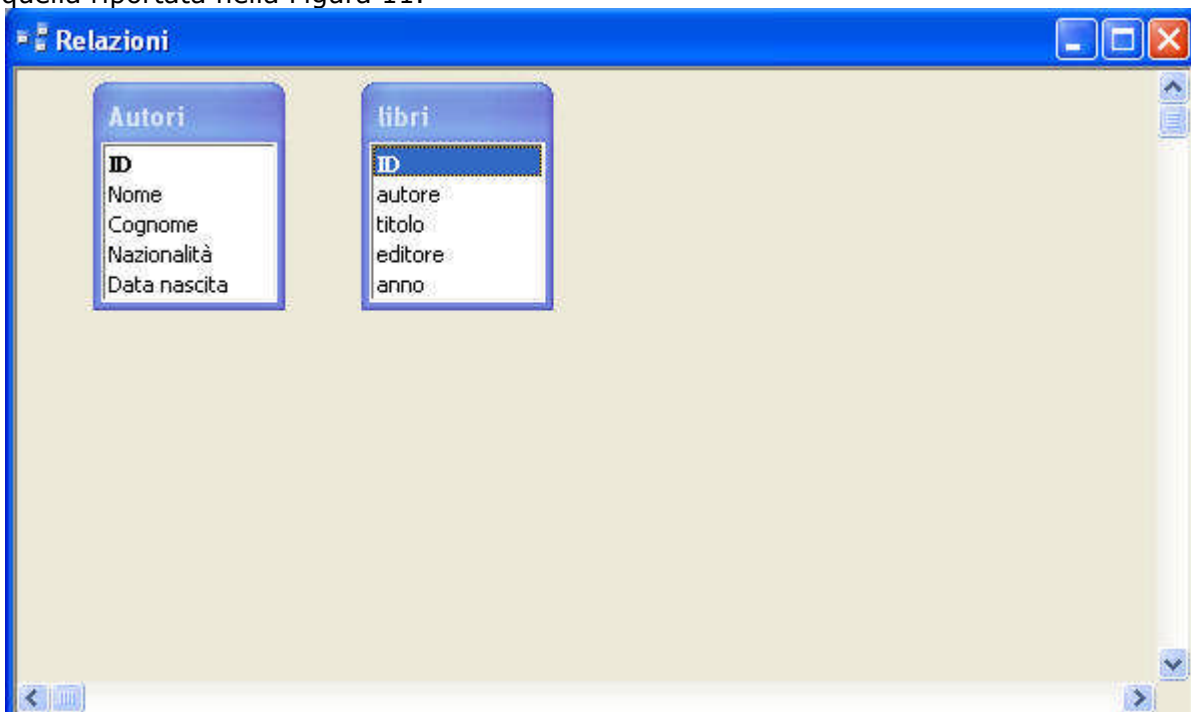 quella riportata nella Figura 11.
Relazioni
Autori
ID
Nome
Cognome
Nazionalità
Data nascita
libri
ID
autore
titolo
editore
anno